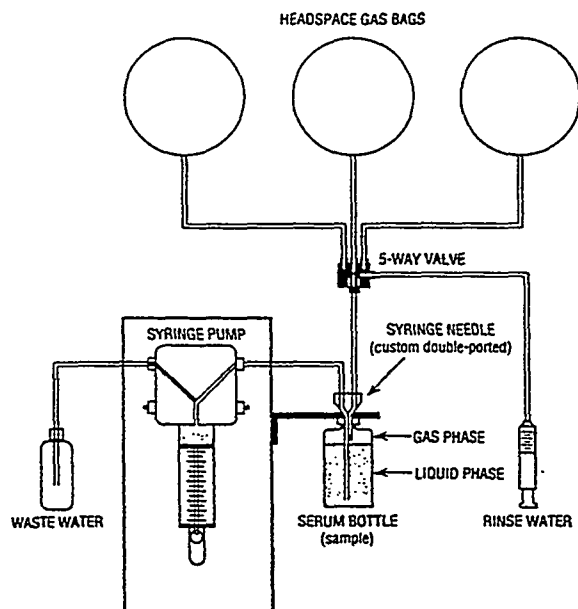 HEADSPACE GAS BAGS
5-WAY VALVE
SYRINGE PUMP
SYRINGE NEEDLE
(custom double-ported)
GAS PHASE
LIQUID PHASE
WASTE WATER
SERUM BOTTLE
(sample)
RINSE WATER